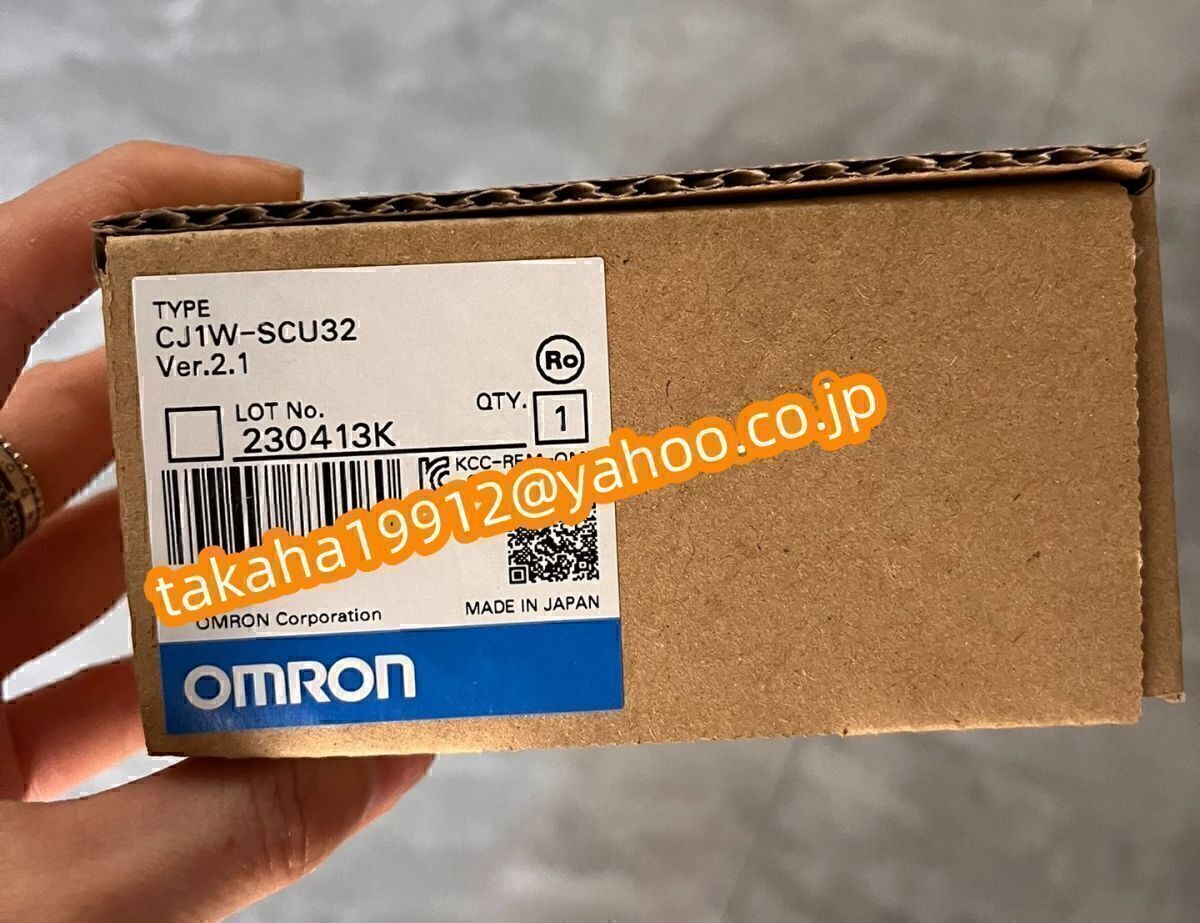 TYPE
CJ1W-SCU32
Ver.2.1
Ro
LOT No.
230413K
QTY.
1
takaha19912@yahoo.co.jp
OMRON Corporation
MADE IN JAPAN
OMRON